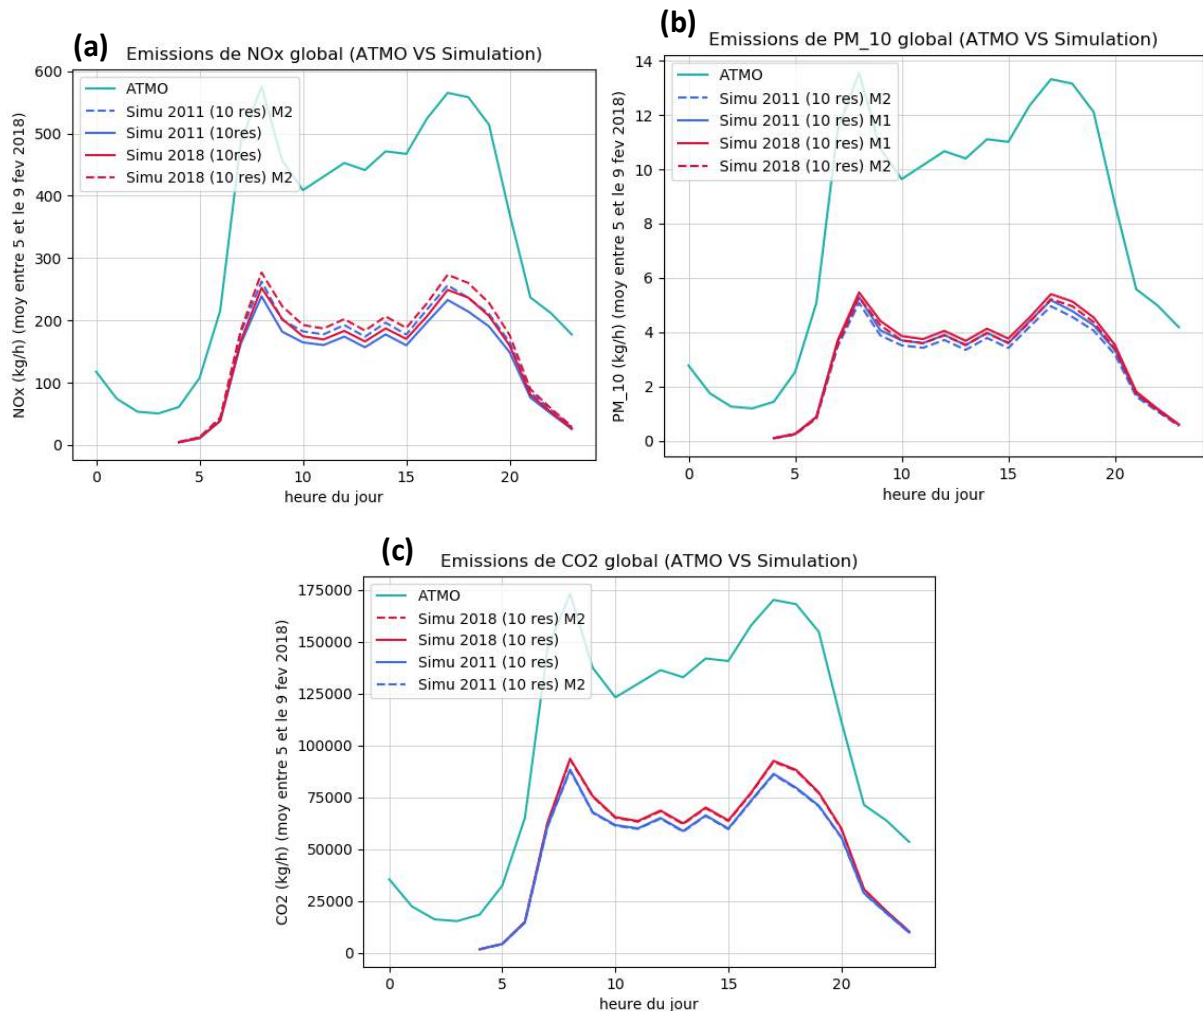 (a)
Emissions de NOx global (ATMO VS Simulation)
NOx (kg/h) (moy entre 5 et le 9 fev 2018)
600
500
400
300
200
100
0
ATMO
Simu 2011 (10 res) M2
Simu 2011 (10res)
Simu 2018 (10res)
Simu 2018 (10 res) M2
0 5 10 15 20
heure du jour
(b)
Emissions de PM_10 global (ATMO VS Simulation)
PM_10 (kg/h) (moy entre 5 et le 9 fev 2018)
14
12
10
8
6
4
2
0
ATMO
Simu 2011 (10 res) M2
Simu 2011 (10 res) M1
Simu 2018 (10 res) M1
Simu 2018 (10 res) M2
0 5 10 15 20
heure du jour
(c)
Emissions de CO2 global (ATMO VS Simulation)
CO2 (kg/h) (moy entre 5 et le 9 fev 2018)
175000
150000
125000
100000
75000
50000
25000
0
ATMO
Simu 2018 (10 res) M2
Simu 2018 (10 res)
Simu 2011 (10 res)
Simu 2011 (10 res) M2
0 5 10 15 20
heure du jour